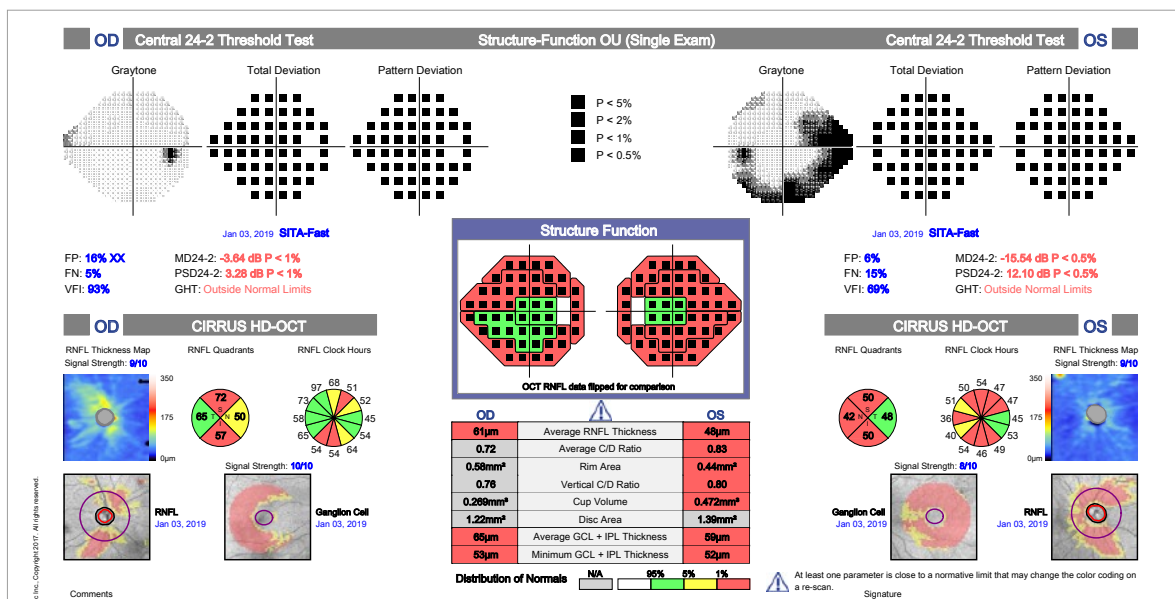 OD Central 24-2 Threshold Test Structure-Function OU (Single Exam) Central 24-2 Threshold Test OS
Graytone Total Deviation Pattern Deviation Graytone Total Deviation Pattern Deviation
P < 5%
P < 2%
P < 1%
P < 0.5%
Jan 03, 2019 SITA-Fast Jan 03, 2019 SITA-Fast
FP: 16% XX MD24-2: -3.64 dB P < 1%
FN: 5% PSD24-2: 3.28 dB P < 1%
VFI: 93% GHT: Outside Normal Limits
FP: 6% MD24-2: -15.54 dB P < 0.5%
FN: 15% PSD24-2: 12.10 dB P < 0.5%
VFI: 69% GHT: Outside Normal Limits
Structure Function
OCT RNFL data flipped for comparison
OD CIRRUS HD-OCT
RNFL Thickness Map RNFL Quadrants RNFL Clock Hours
Signal Strength: 9/10
350
175
0µm
72
S
65 T N 50
I
57
68
97 51
73 52
58 45
65 54
54 54 64
Signal Strength: 10/10
RNFL
Jan 03, 2019
Ganglion Cell
Jan 03, 2019
OD OS
61µm Average RNFL Thickness 48µm
0.72 Average C/D Ratio 0.83
0.58mm² Rim Area 0.44mm²
0.76 Vertical C/D Ratio 0.80
0.269mm³ Cup Volume 0.472mm³
1.22mm² Disc Area 1.39mm²
65µm Average GCL + IPL Thickness 59µm
53µm Minimum GCL + IPL Thickness 52µm
Distribution of Normals N/A 95% 5% 1%
CIRRUS HD-OCT OS
RNFL Quadrants RNFL Clock Hours RNFL Thickness Map
Signal Strength: 9/10
50
S
42 N T 48
I
50
54
50 47
51 47
36 45
40 53
54 46 49
350
175
0µm
Signal Strength: 8/10
Ganglion Cell
Jan 03, 2019
RNFL
Jan 03, 2019
At least one parameter is close to a normative limit that may change the color coding on
a re-scan.
Comments Signature
c Inc.. Copyright 2017. All rights reserved.